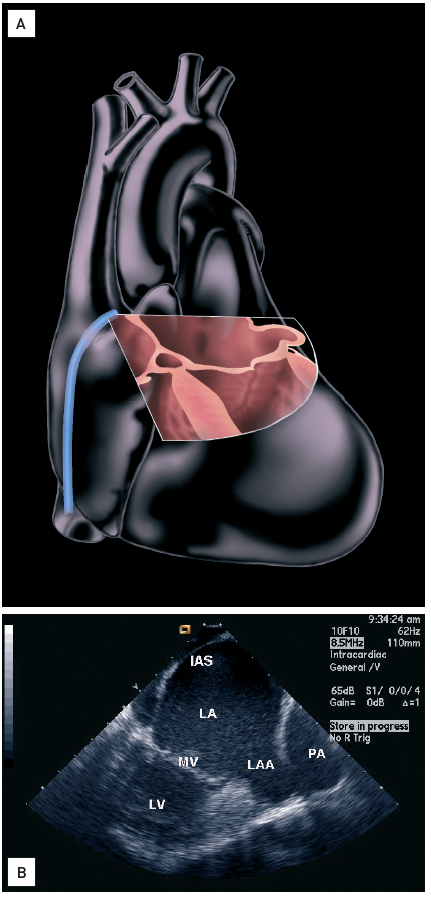 A
9:34:24 am
10F10 62Hz
8.5MHz 110mm
Intracardiac
General /V
65dB S1/ 0/0/4
Gain= 0dB Δ=1
Store in progress
No R Trig
IAS
LA
MV
LAA
PA
LV
B